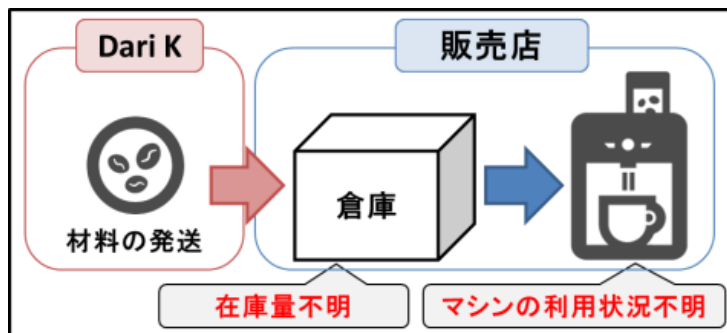 Dari K
販売店
材料の発送
倉庫
在庫量不明
マシンの利用状況不明